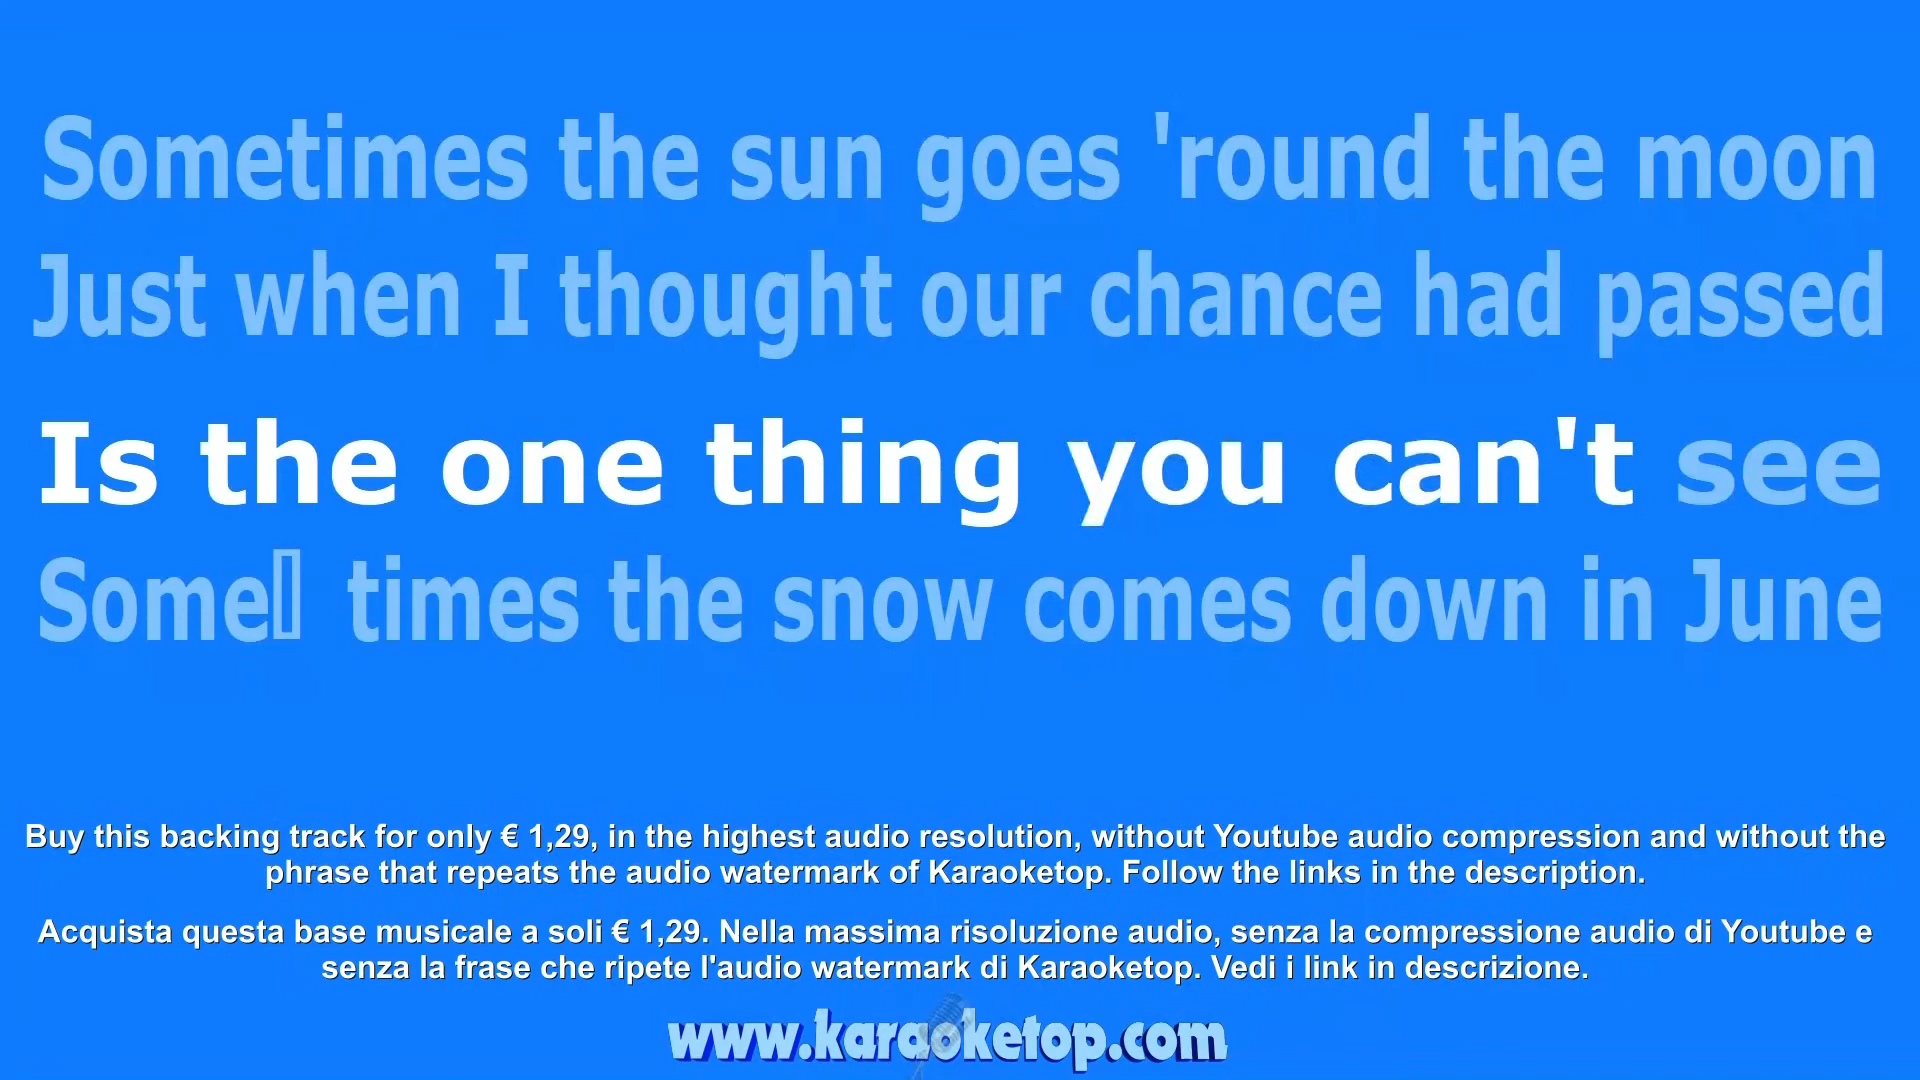 Sometimes the sun goes 'round the moon
Just when I thought our chance had passed
Is the one thing you can't see
Some▯ times the snow comes down in June
Buy this backing track for only € 1,29, in the highest audio resolution, without Youtube audio compression and without the
phrase that repeats the audio watermark of Karaoketop. Follow the links in the description.
Acquista questa base musicale a soli € 1,29. Nella massima risoluzione audio, senza la compressione audio di Youtube e
senza la frase che ripete l'audio watermark di Karaoketop. Vedi i link in descrizione.
www.karaoketop.com